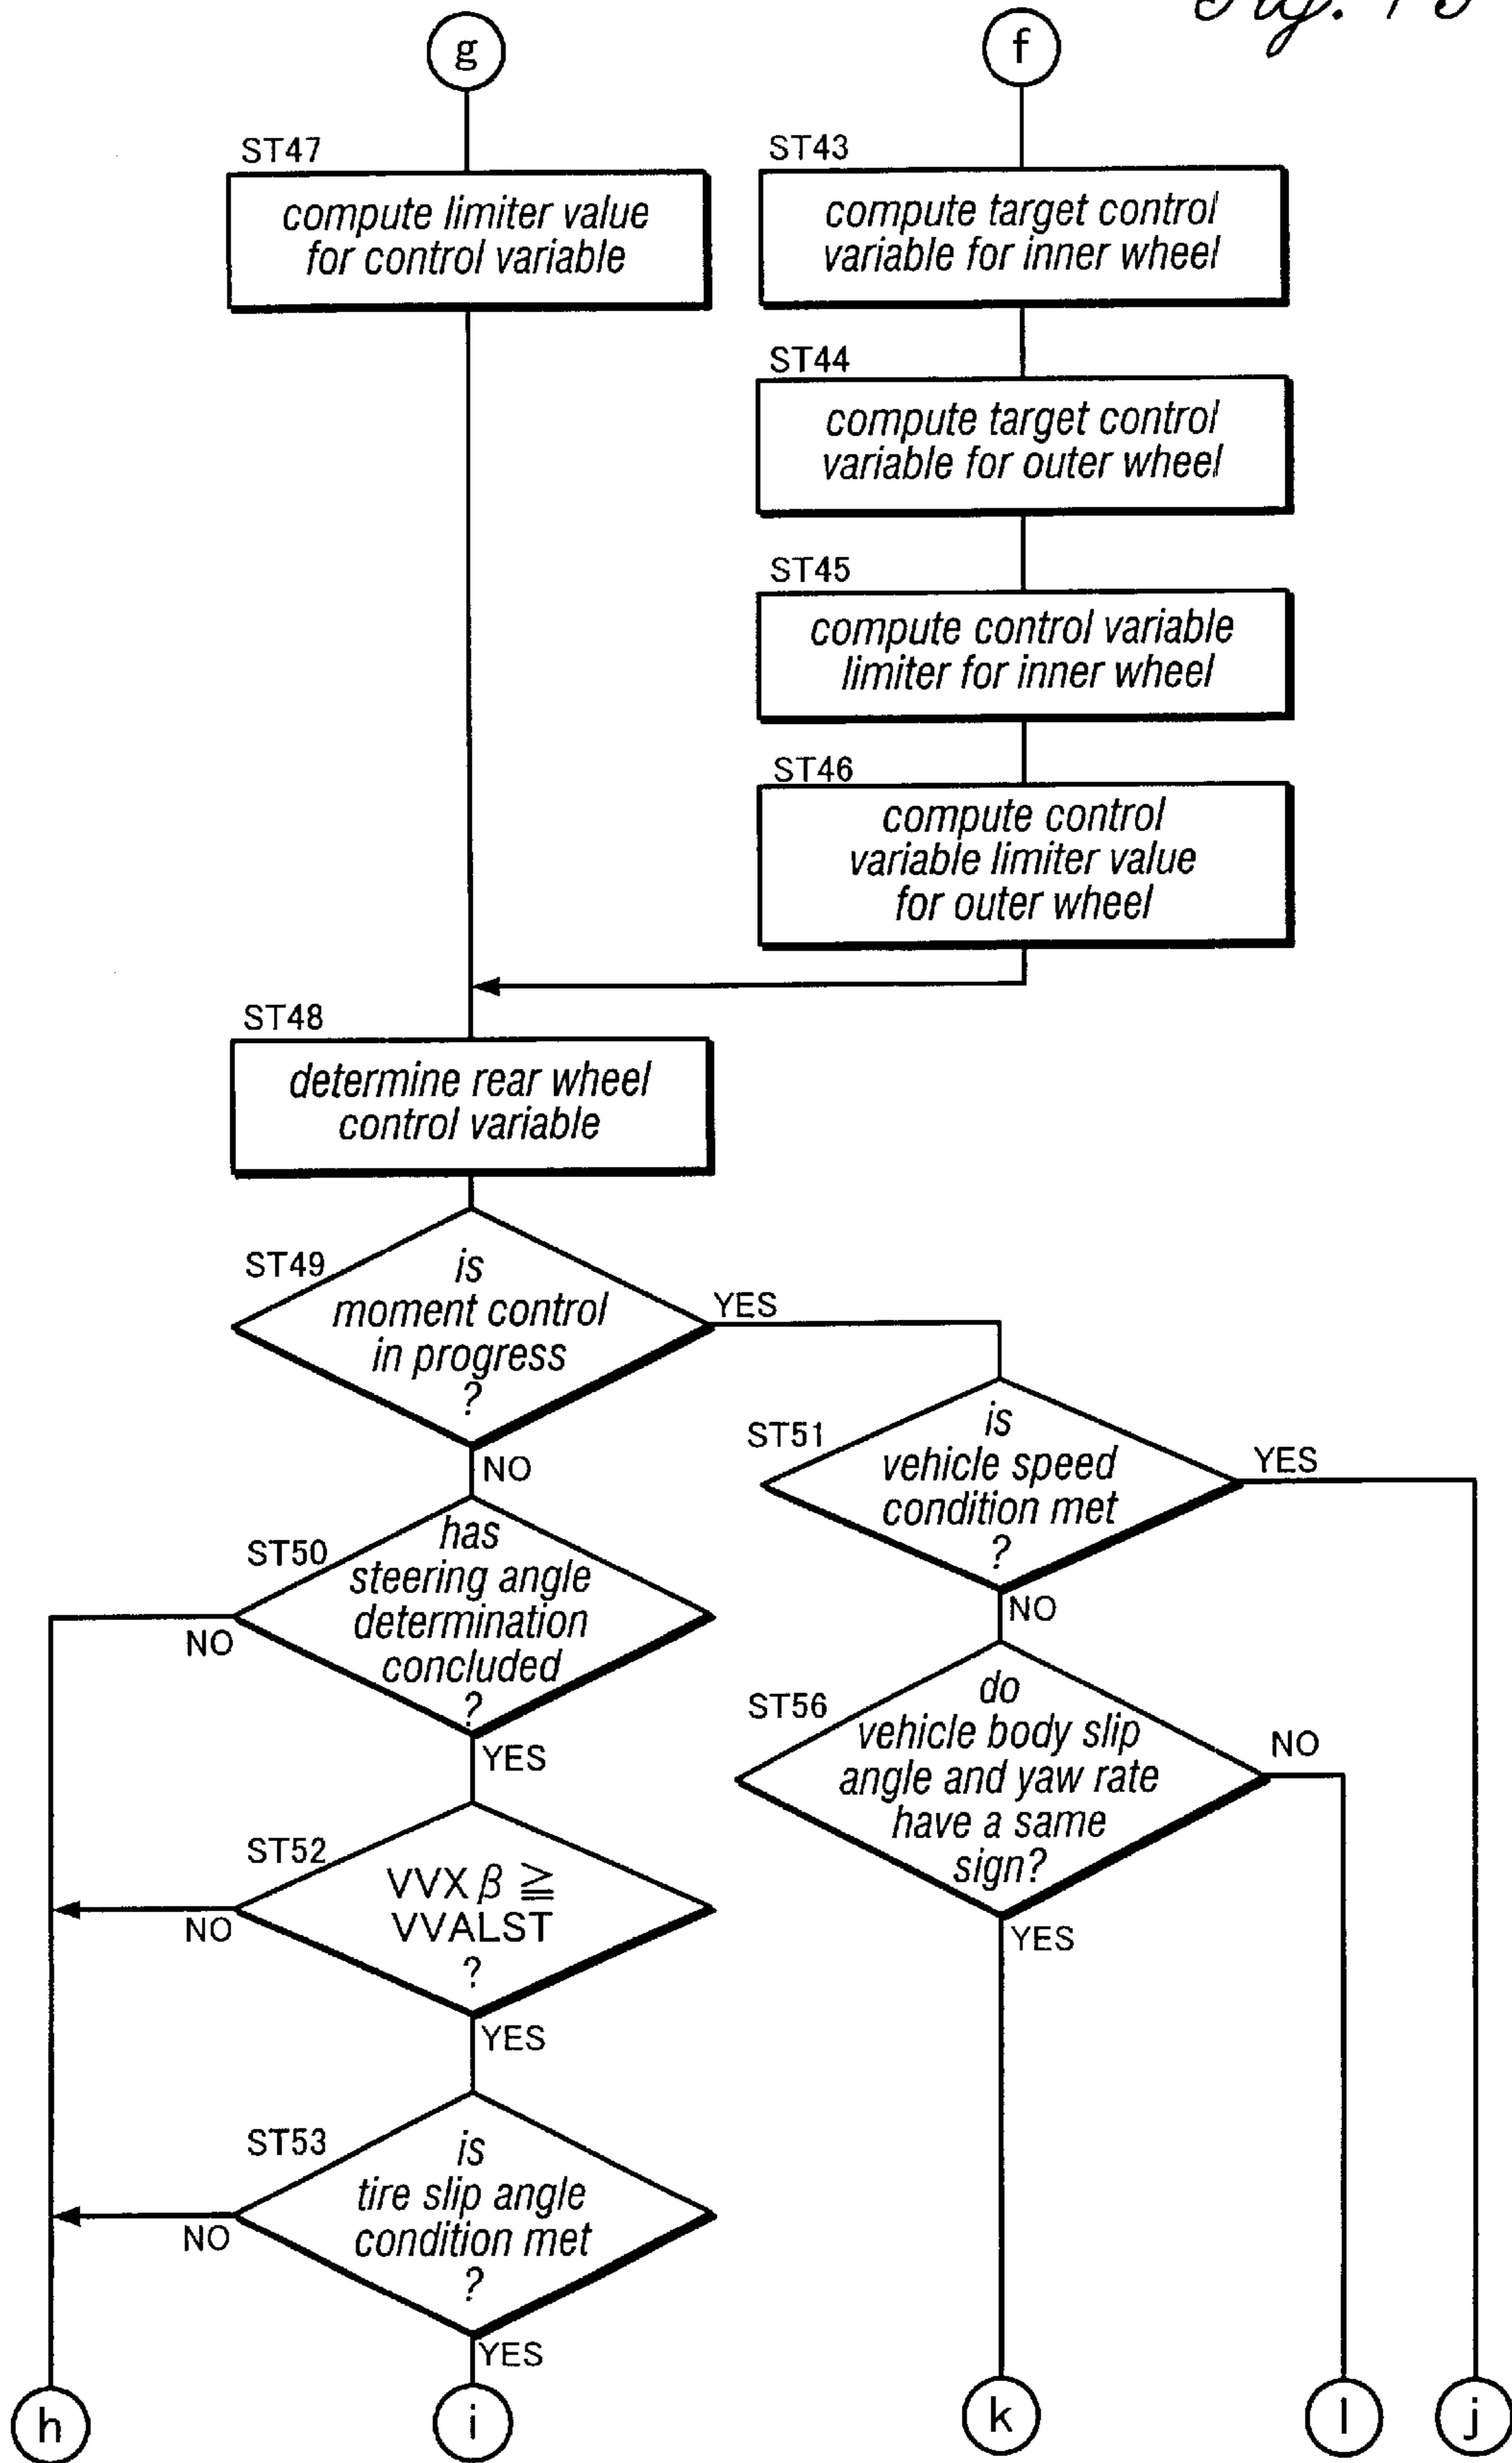 g
f
ST47
compute limiter value
for control variable
ST43
compute target control
variable for inner wheel
ST44
compute target control
variable for outer wheel
ST45
compute control variable
limiter for inner wheel
ST46
compute control
variable limiter value
for outer wheel
ST48
determine rear wheel
control variable
ST49
is
moment control
in progress
?
YES
NO
ST51
is
vehicle speed
condition met
?
YES
NO
ST50
has
steering angle
determination
concluded
?
NO
YES
ST56
do
vehicle body slip
angle and yaw rate
have a same
sign?
NO
YES
ST52
VVXβ ≧
VVALST
?
NO
YES
ST53
is
tire slip angle
condition met
?
NO
YES
h
i
k
l
j